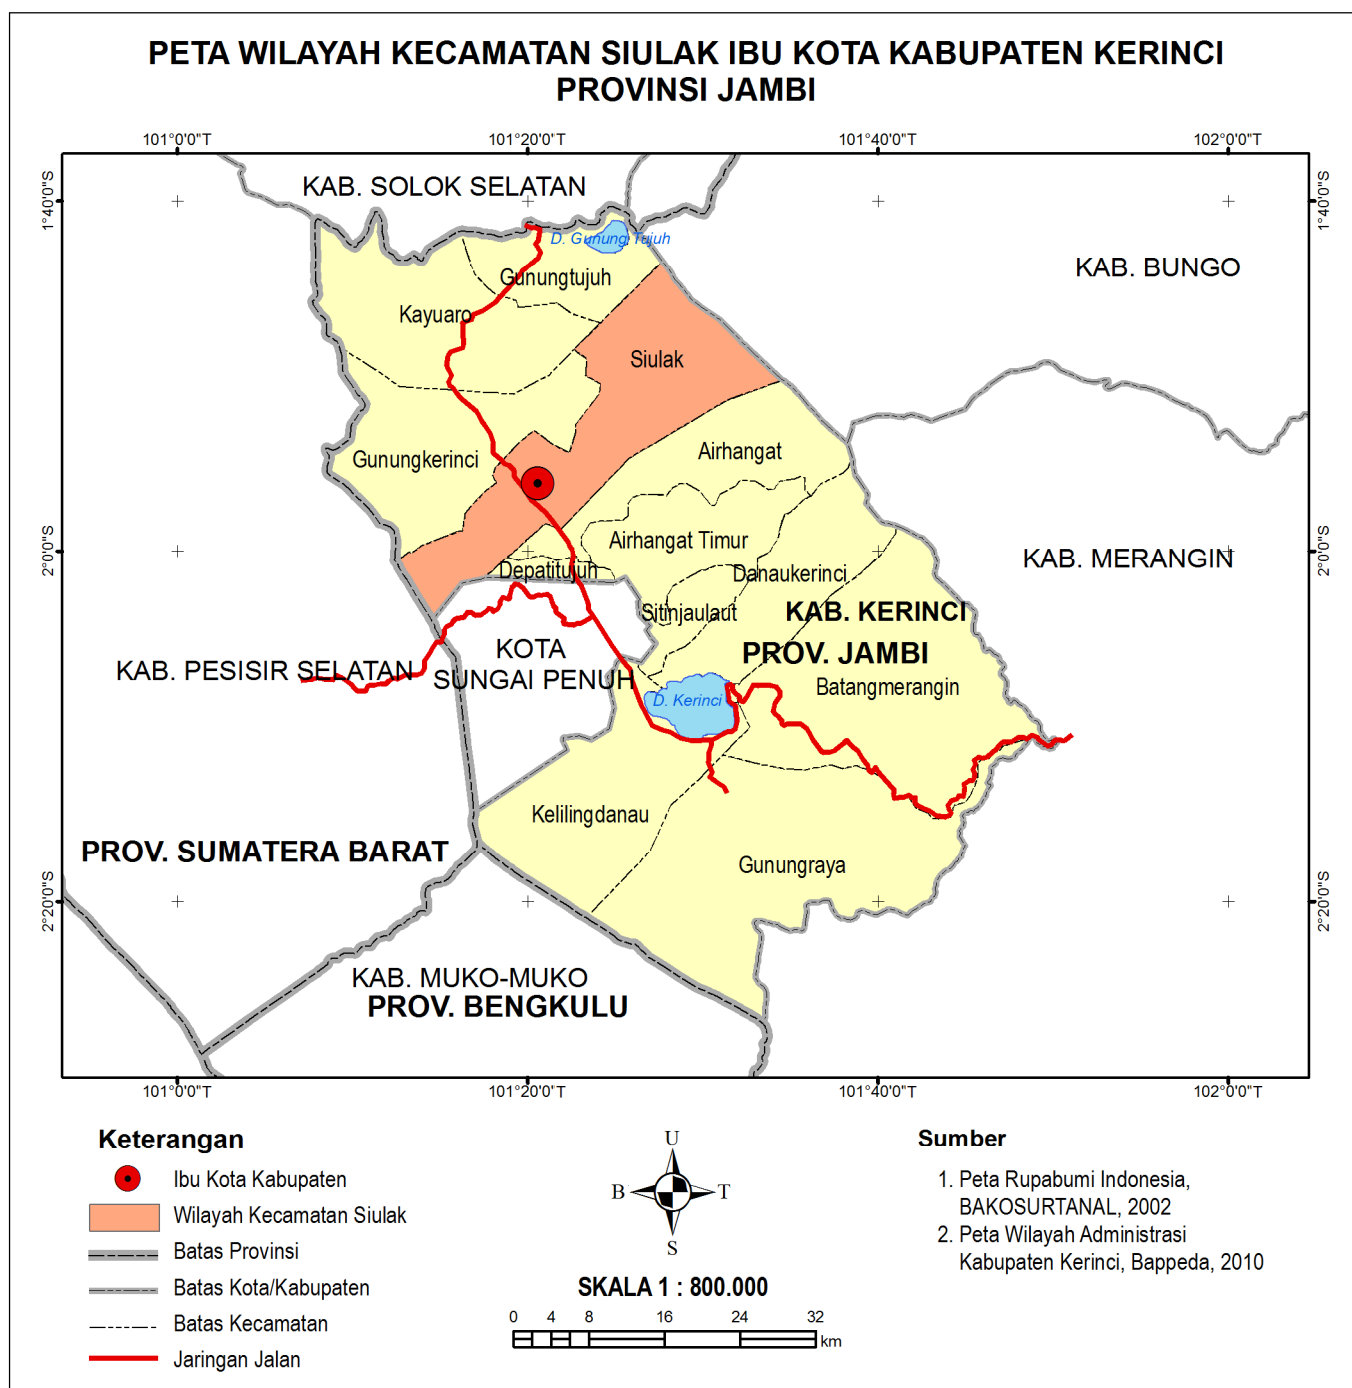 PETA WILAYAH KECAMATAN SIULAK IBU KOTA KABUPATEN KERINCI
PROVINSI JAMBI
101°0'0"T
101°20'0"T
101°40'0"T
102°0'0"T
KAB. SOLOK SELATAN
1°40'0"S
1°40'0"S
D. Gunung Tujuh
KAB. BUNGO
Gunungtujuh
Kayuaro
Siulak
Airhangat
Gunungkerinci
Airhangat Timur
2°0'0"S
2°0'0"S
KAB. MERANGIN
Depatitujuh
Danaukerinci
Sitinjaulaut
KAB. KERINCI
KOTA
SUNGAI PENUH
PROV. JAMBI
KAB. PESISIR SELATAN
Batangmerangin
D. Kerinci
Kelilingdanau
PROV. SUMATERA BARAT
Gunungraya
2°20'0"S
2°20'0"S
KAB. MUKO-MUKO
PROV. BENGKULU
101°0'0"T
101°20'0"T
101°40'0"T
102°0'0"T
Keterangan
Ibu Kota Kabupaten
Wilayah Kecamatan Siulak
Batas Provinsi
Batas Kota/Kabupaten
Batas Kecamatan
Jaringan Jalan
U
B
T
S
SKALA 1 : 800.000
0 4 8 16 24 32
km
Sumber
1. Peta Rupabumi Indonesia,
BAKOSURTANAL, 2002
2. Peta Wilayah Administrasi
Kabupaten Kerinci, Bappeda, 2010